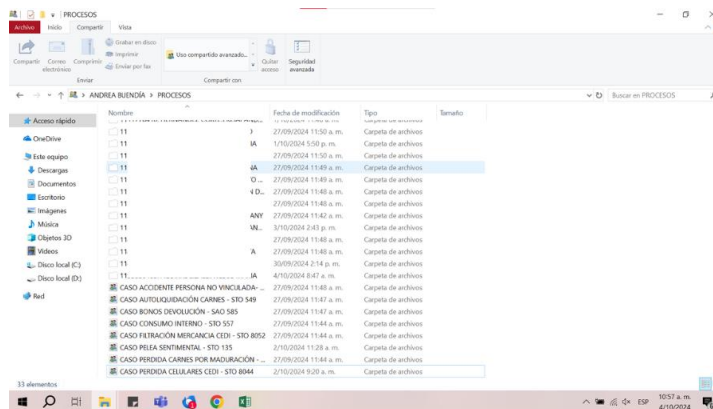 PROCESOS
Archivo Inicio Compartir Vista
Compartir
Correo electrónico
Comprimir
Grabar en disco
Imprimir
Enviar por fax
Enviar
Uso compartido avanzado...
Compartir con
Quitar acceso
Seguridad avanzada
ANDREA BUENDÍA > PROCESOS
Buscar en PROCESOS
Acceso rápido
OneDrive
Este equipo
Descargas
Documentos
Escritorio
Imágenes
Música
Objetos 3D
Videos
Disco local (C:)
Disco local (D:)
Red
Nombre Fecha de modificación Tipo Tamaño
11 27/09/2024 11:50 a. m. Carpeta de archivos
11 IA 1/10/2024 5:50 p. m. Carpeta de archivos
11 27/09/2024 11:50 a. m. Carpeta de archivos
11 27/09/2024 11:49 a. m. Carpeta de archivos
11 O ... 27/09/2024 11:49 a. m. Carpeta de archivos
11 D... 27/09/2024 11:48 a. m. Carpeta de archivos
11 27/09/2024 11:48 a. m. Carpeta de archivos
11 ANY 27/09/2024 11:42 a. m. Carpeta de archivos
11 N... 3/10/2024 2:43 p. m. Carpeta de archivos
11 27/09/2024 11:48 a. m. Carpeta de archivos
11 A 27/09/2024 11:48 a. m. Carpeta de archivos
11 30/09/2024 2:14 p. m. Carpeta de archivos
11 IA 4/10/2024 8:47 a. m. Carpeta de archivos
CASO ACCIDENTE PERSONA NO VINCULADA- ... 27/09/2024 11:48 a. m. Carpeta de archivos
CASO AUTOLIQUIDACIÓN CARNES - STO 549 27/09/2024 11:47 a. m. Carpeta de archivos
CASO BONOS DEVOLUCIÓN - SAO 585 27/09/2024 11:47 a. m. Carpeta de archivos
CASO CONSUMO INTERNO - STO 557 27/09/2024 11:44 a. m. Carpeta de archivos
CASO FILTRACIÓN MERCANCIA CEDI - STO 8052 27/09/2024 11:44 a. m. Carpeta de archivos
CASO PELEA SENTIMENTAL - STO 135 2/10/2024 11:28 a. m. Carpeta de archivos
CASO PERDIDA CARNES POR MADURACIÓN - ... 27/09/2024 11:44 a. m. Carpeta de archivos
CASO PERDIDA CELULARES CEDI - STO 8044 2/10/2024 9:20 a. m. Carpeta de archivos
33 elementos
ESP
10:57 a. m.
4/10/2024